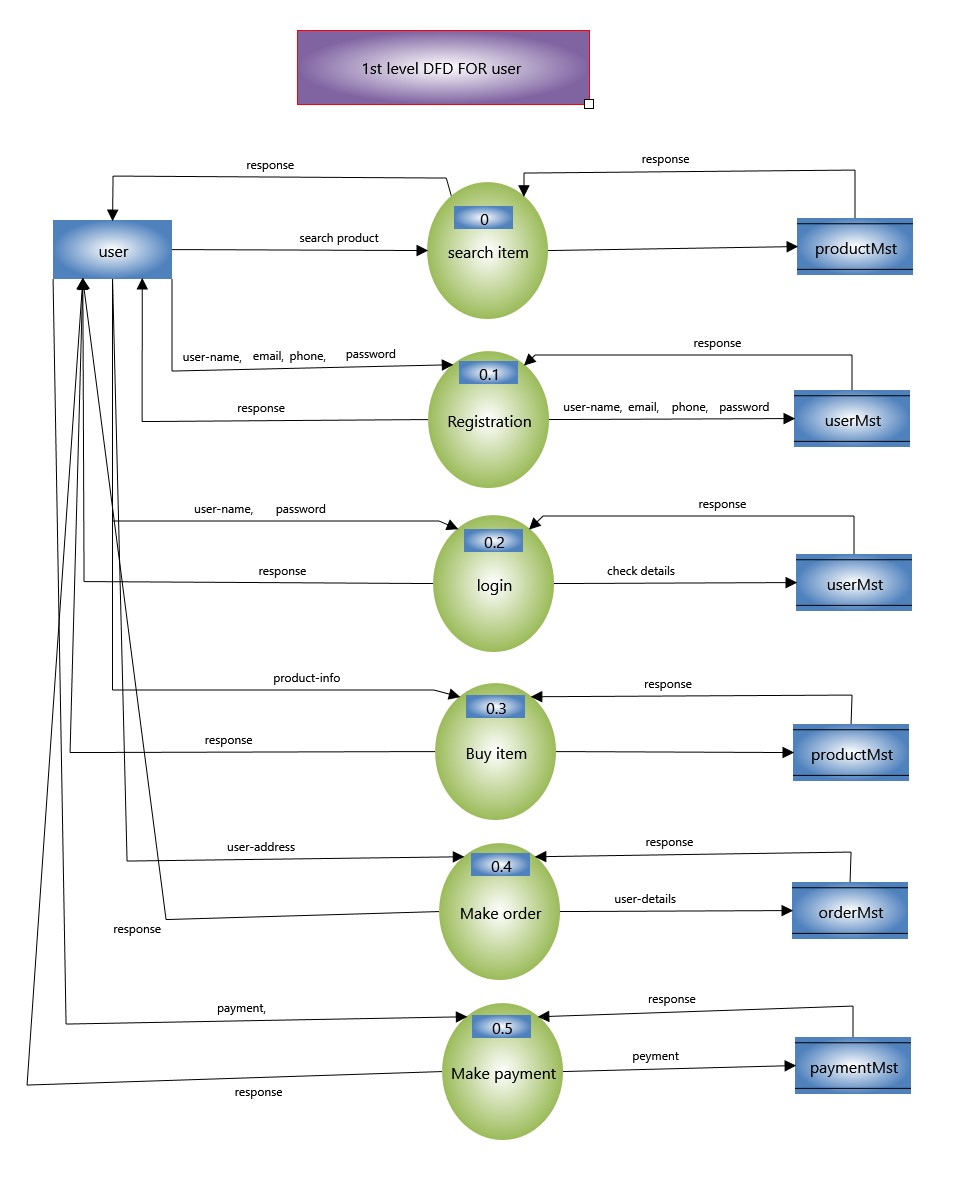 1st level DFD FOR user
response
response
0
search product
user
search item
productMst
user-name, email, phone, password
response
0.1
response
user-name, email, phone, password
Registration
userMst
user-name, password
response
0.2
response
check details
login
userMst
product-info
response
0.3
response
Buy item
productMst
user-address
response
0.4
user-details
Make order
orderMst
response
payment,
response
0.5
peyment
Make payment
paymentMst
response